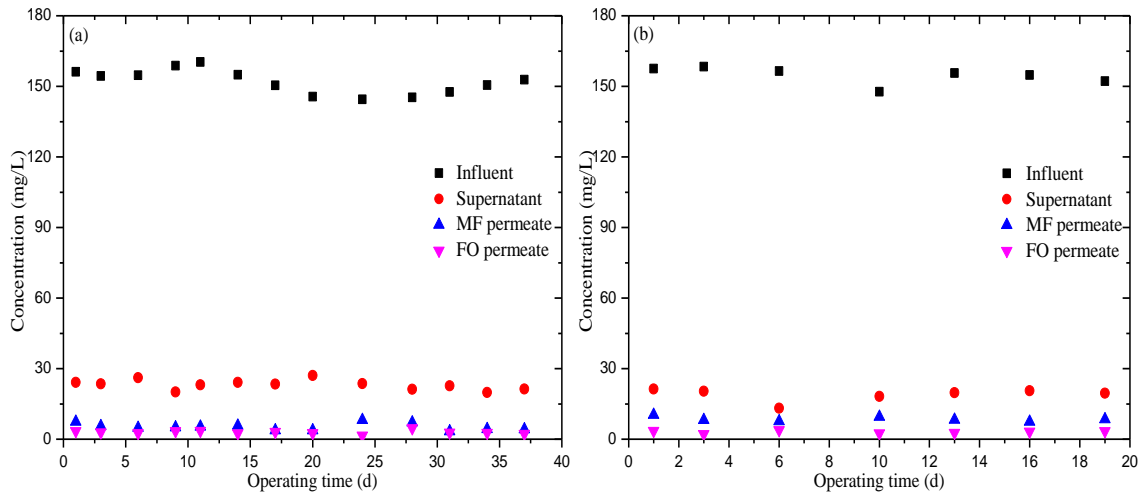 (a)
Concentration (mg/L)
180
150
120
90
60
30
0
Influent
Supernatant
MF permeate
FO permeate
0 5 10 15 20 25 30 35 40
Operating time (d)
(b)
Concentration (mg/L)
180
150
120
90
60
30
0
Influent
Supernatant
MF permeate
FO permeate
0 2 4 6 8 10 12 14 16 18 20
Operating time (d)